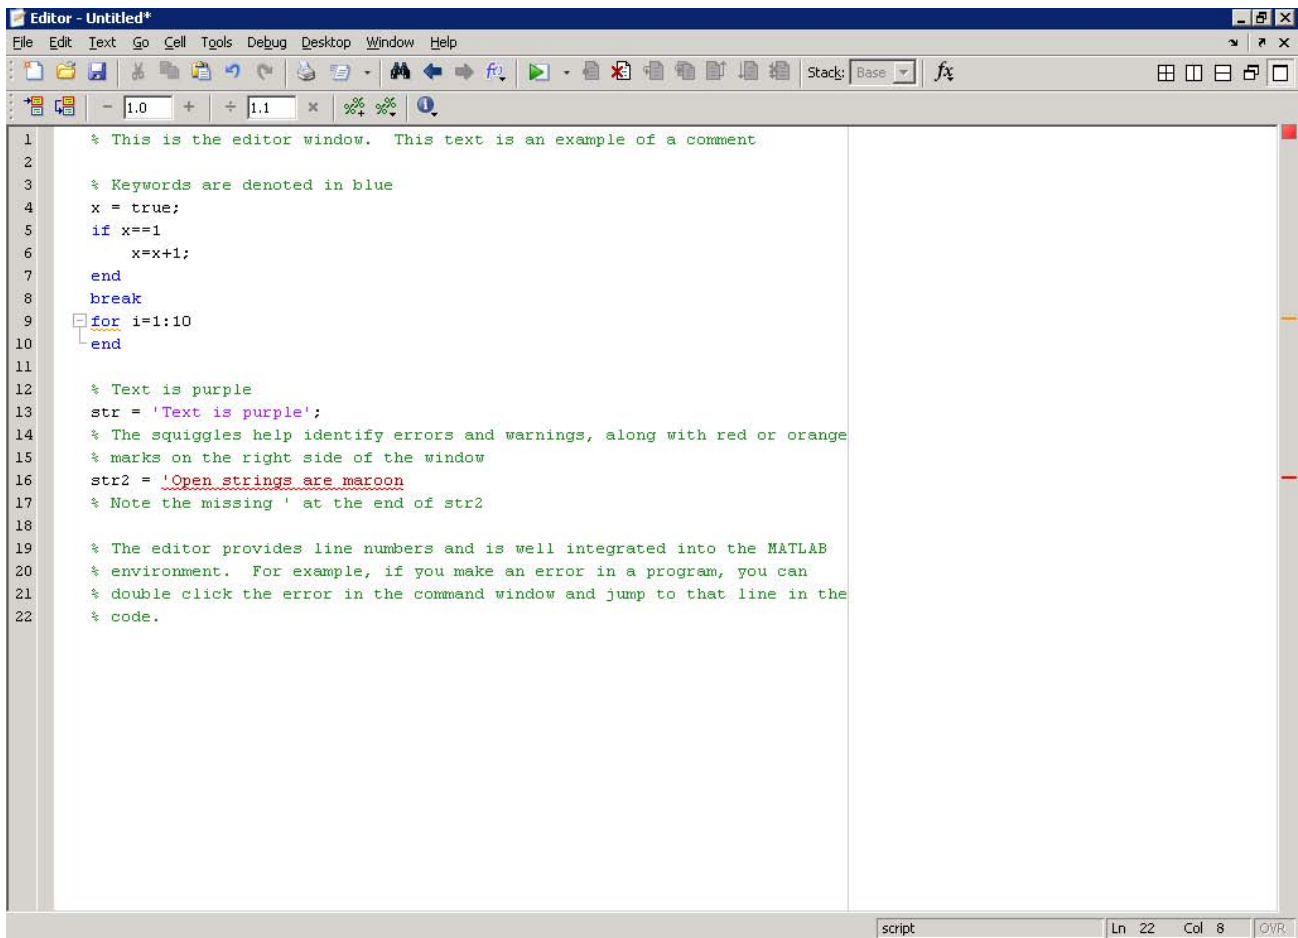 Editor - Untitled*
File Edit Text Go Cell Tools Debug Desktop Window Help
Stack: Base fx
- 1.0 + ÷ 1.1 ×
1 % This is the editor window.  This text is an example of a comment
2
3 % Keywords are denoted in blue
4 x = true;
5 if x==1
6     x=x+1;
7 end
8 break
9 for i=1:10
10 end
11
12 % Text is purple
13 str = 'Text is purple';
14 % The squiggles help identify errors and warnings, along with red or orange
15 % marks on the right side of the window
16 str2 = 'Open strings are maroon
17 % Note the missing ' at the end of str2
18
19 % The editor provides line numbers and is well integrated into the MATLAB
20 % environment.  For example, if you make an error in a program, you can
21 % double click the error in the command window and jump to that line in the
22 % code.
script Ln 22 Col 8 OVR